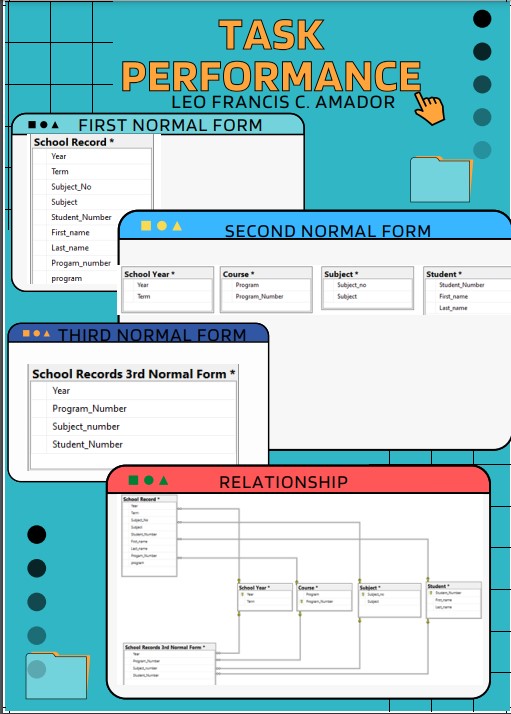 TASK
PERFORMANCE
LEO FRANCIS C. AMADOR
FIRST NORMAL FORM
School Record *
Year
Term
Subject_No
Subject
Student_Number
First_name
Last_name
Progam_number
program
SECOND NORMAL FORM
School Year *
Year
Term
Course *
Program
Program_Number
Subject *
Subject_no
Subject
Student *
Student_Number
First_name
Last_name
THIRD NORMAL FORM
School Records 3rd Normal Form *
Year
Program_Number
Subject_number
Student_Number
RELATIONSHIP
School Record *
Year
Term
Subject_No
Subject
Student_Number
First_name
Last_name
Progam_number
program
School Year *
Year
Term
Course *
Program
Program_Number
Subject *
Subject_no
Subject
Student *
Student_Number
First_name
Last_name
School Records 3rd Normal Form *
Year
Program_Number
Subject_number
Student_Number